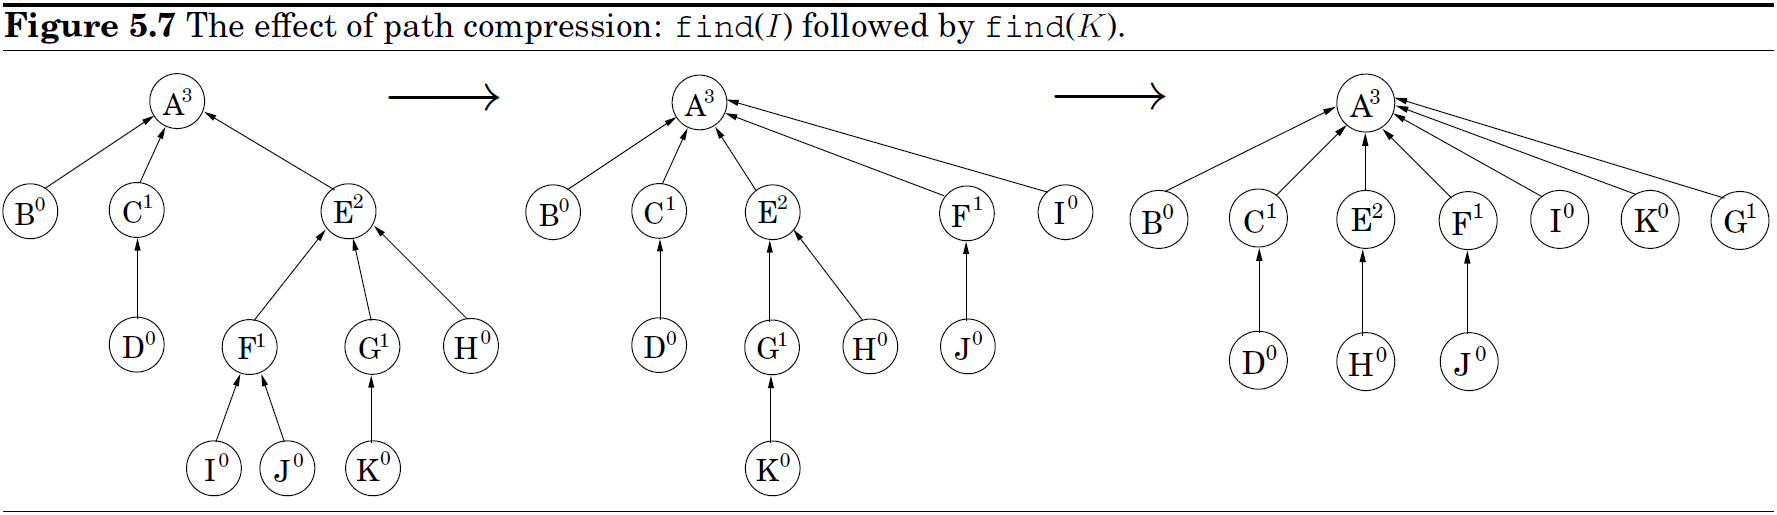 Figure 5.7 The effect of path compression: find(I) followed by find(K).
A³ A³ A³
B⁰ C¹ E² B⁰ C¹ E² F¹ I⁰ B⁰ C¹ E² F¹ I⁰ K⁰ G¹
D⁰ F¹ G¹ H⁰ D⁰ G¹ H⁰ J⁰ D⁰ H⁰ J⁰
I⁰ J⁰ K⁰ K⁰